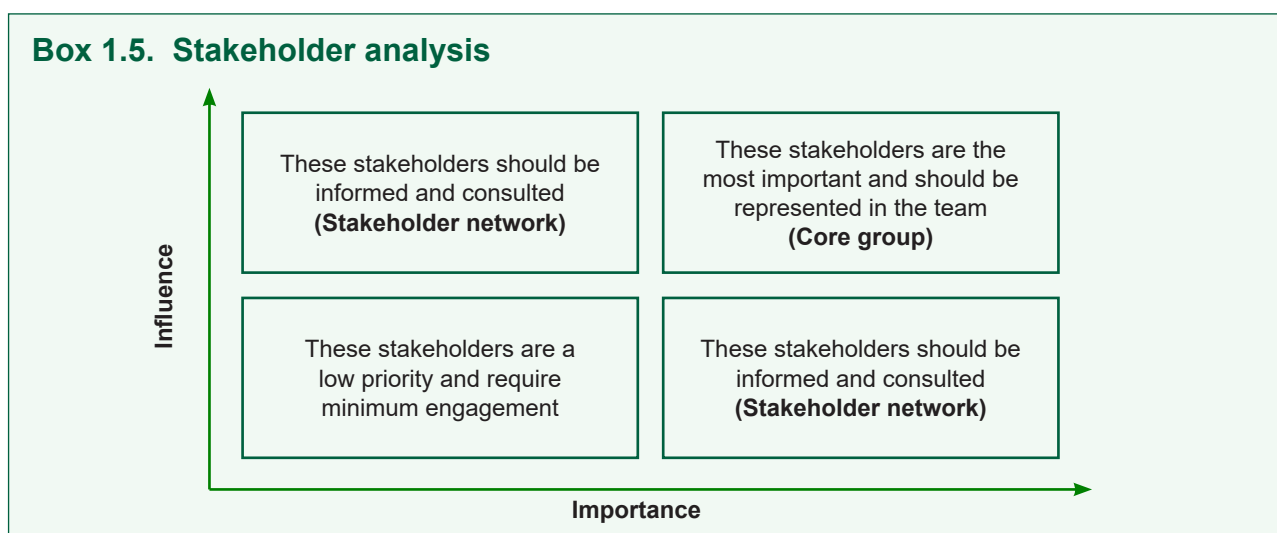 Box 1.5. Stakeholder analysis
These stakeholders should be
informed and consulted
(Stakeholder network)
These stakeholders are the
most important and should be
represented in the team
(Core group)
Influence
These stakeholders are a
low priority and require
minimum engagement
These stakeholders should be
informed and consulted
(Stakeholder network)
Importance